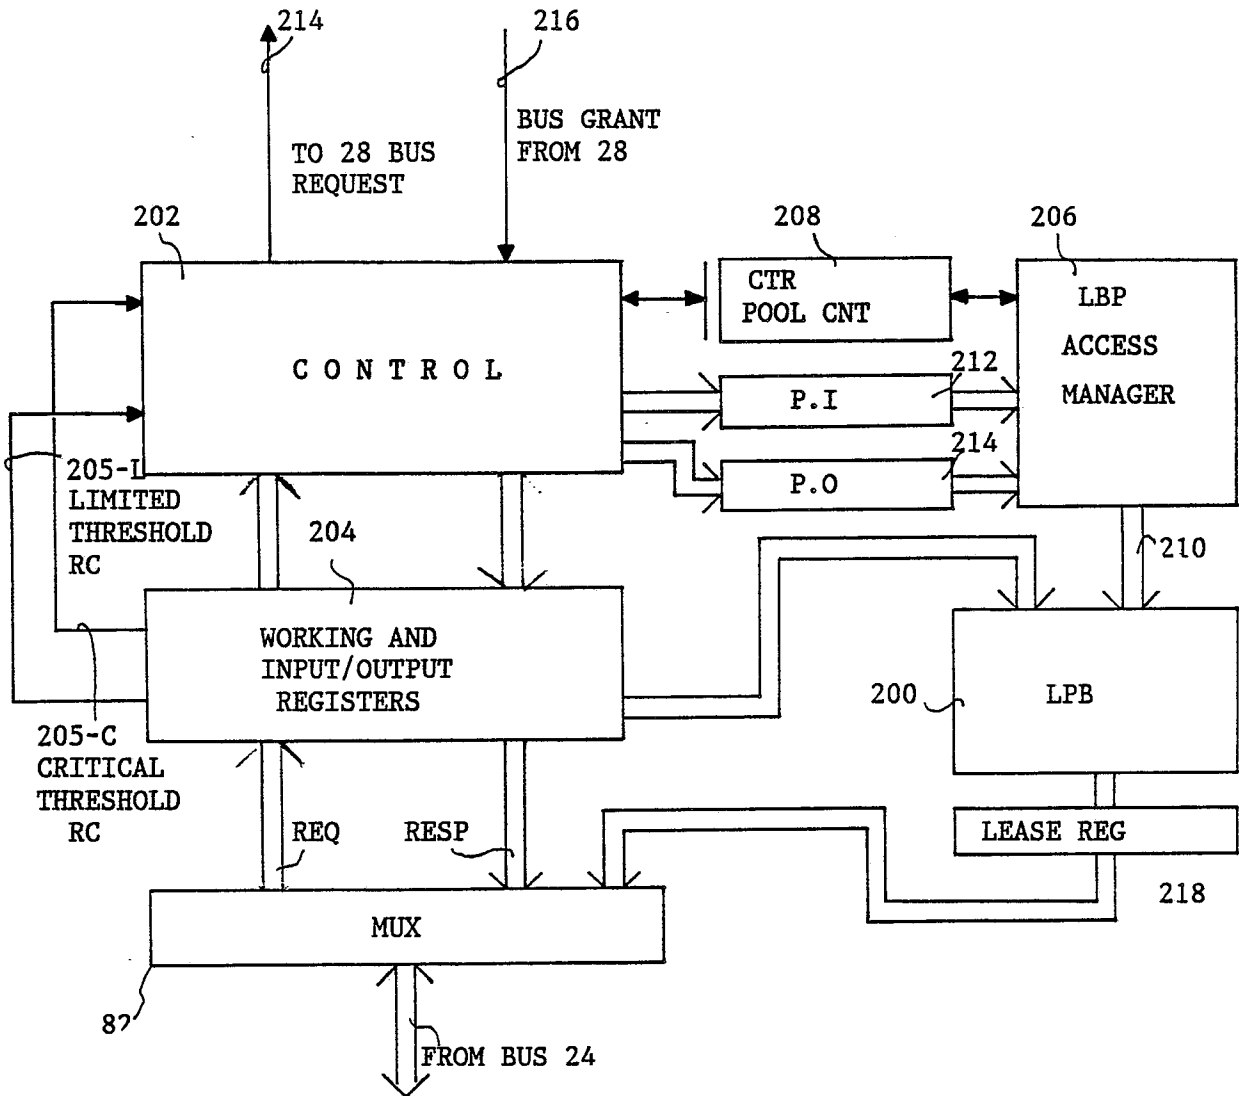 214
216
BUS GRANT
FROM 28
TO 28 BUS
REQUEST
202
208
206
CTR
POOL CNT
LBP
ACCESS
MANAGER
C O N T R O L
212
P.I
214
P.O
205-L
LIMITED
THRESHOLD
RC
204
210
WORKING AND
INPUT/OUTPUT
REGISTERS
200
LPB
205-C
CRITICAL
THRESHOLD
RC
REQ
RESP
LEASE REG
218
MUX
FROM BUS 24